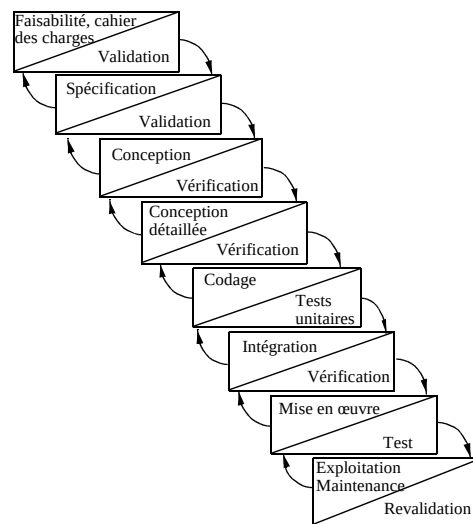 Faisabilité, cahier
des charges
Validation
Spécification
Validation
Conception
Vérification
Conception
détaillée
Vérification
Codage
Tests
unitaires
Intégration
Vérification
Mise en œuvre
Test
Exploitation
Maintenance
Revalidation